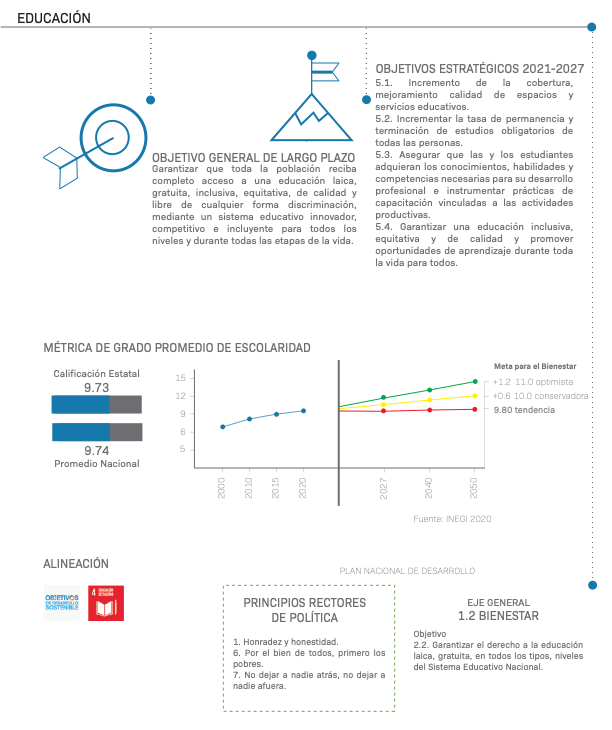 EDUCACIÓN
OBJETIVO GENERAL DE LARGO PLAZO
Garantizar que toda la población reciba
completo acceso a una educación laica,
gratuita, inclusiva, equitativa, de calidad y
libre de cualquier forma discriminación,
mediante un sistema educativo innovador,
competitivo e incluyente para todos los
niveles y durante todas las etapas de la vida.
OBJETIVOS ESTRATÉGICOS 2021-2027
5.1. Incremento de la cobertura,
mejoramiento calidad de espacios y
servicios educativos.
5.2. Incrementar la tasa de permanencia y
terminación de estudios obligatorios de
todas las personas.
5.3. Asegurar que las y los estudiantes
adquieran los conocimientos, habilidades y
competencias necesarias para su desarrollo
profesional e instrumentar prácticas de
capacitación vinculadas a las actividades
productivas.
5.4. Garantizar una educación inclusiva,
equitativa y de calidad y promover
oportunidades de aprendizaje durante toda
la vida para todos.
MÉTRICA DE GRADO PROMEDIO DE ESCOLARIDAD
Calificación Estatal
9.73
9.74
Promedio Nacional
15
12
9
6
5
2000
2010
2015
2020
2027
2040
2050
Meta para el Bienestar
+1.2 11.0 optimista
+0.6 10.0 conservadora
9.80 tendencia
Fuente: INEGI 2020
ALINEACIÓN
OBJETIVOS
DE DESARROLLO
SOSTENIBLE
4 EDUCACIÓN
DE CALIDAD
PLAN NACIONAL DE DESARROLLO
PRINCIPIOS RECTORES
DE POLÍTICA
1. Honradez y honestidad.
6. Por el bien de todos, primero los
pobres.
7. No dejar a nadie atrás, no dejar a
nadie afuera.
EJE GENERAL
1.2 BIENESTAR
Objetivo
2.2. Garantizar el derecho a la educación
laica, gratuita, en todos los tipos, niveles
del Sistema Educativo Nacional.